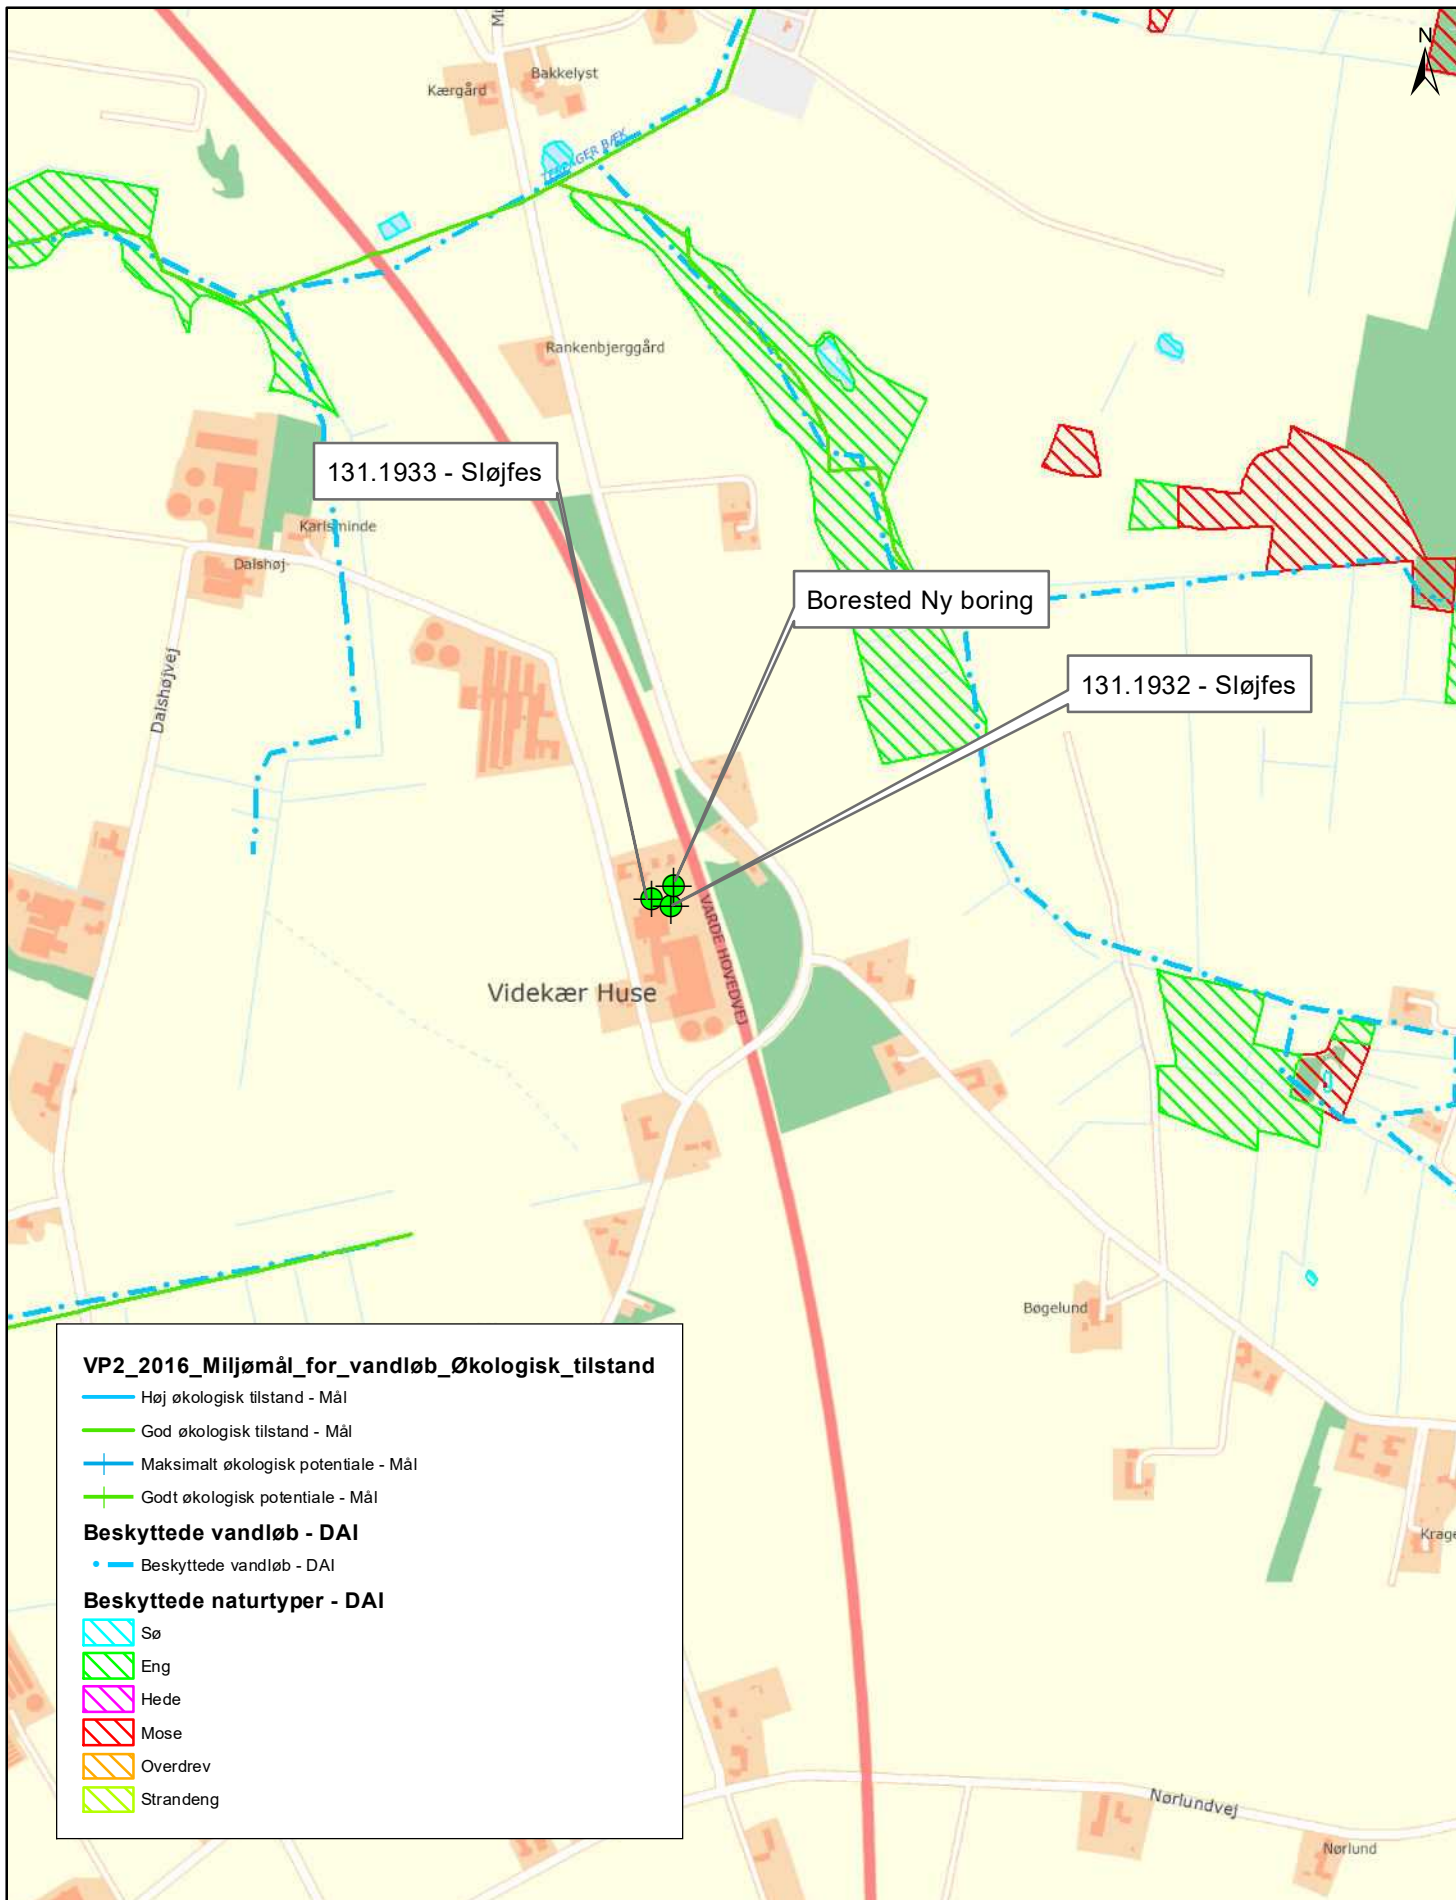 N
Bakkelyst
Kærgård
Rankenbjerggård
131.1933 - Sløjfes
Karlsminde
Dalshøj
Borested Ny boring
131.1932 - Sløjfes
Dalshøjvej
VARDE HOVEDVEJ
Videkær Huse
Bøgelund
VP2_2016_Miljømål_for_vandløb_Økologisk_tilstand
Høj økologisk tilstand - Mål
God økologisk tilstand - Mål
Maksimalt økologisk potentiale - Mål
Godt økologisk potentiale - Mål
Beskyttede vandløb - DAI
Beskyttede vandløb - DAI
Beskyttede naturtyper - DAI
Sø
Eng
Hede
Mose
Overdrev
Strandeng
Krage
Nørlundvej
Nørlund